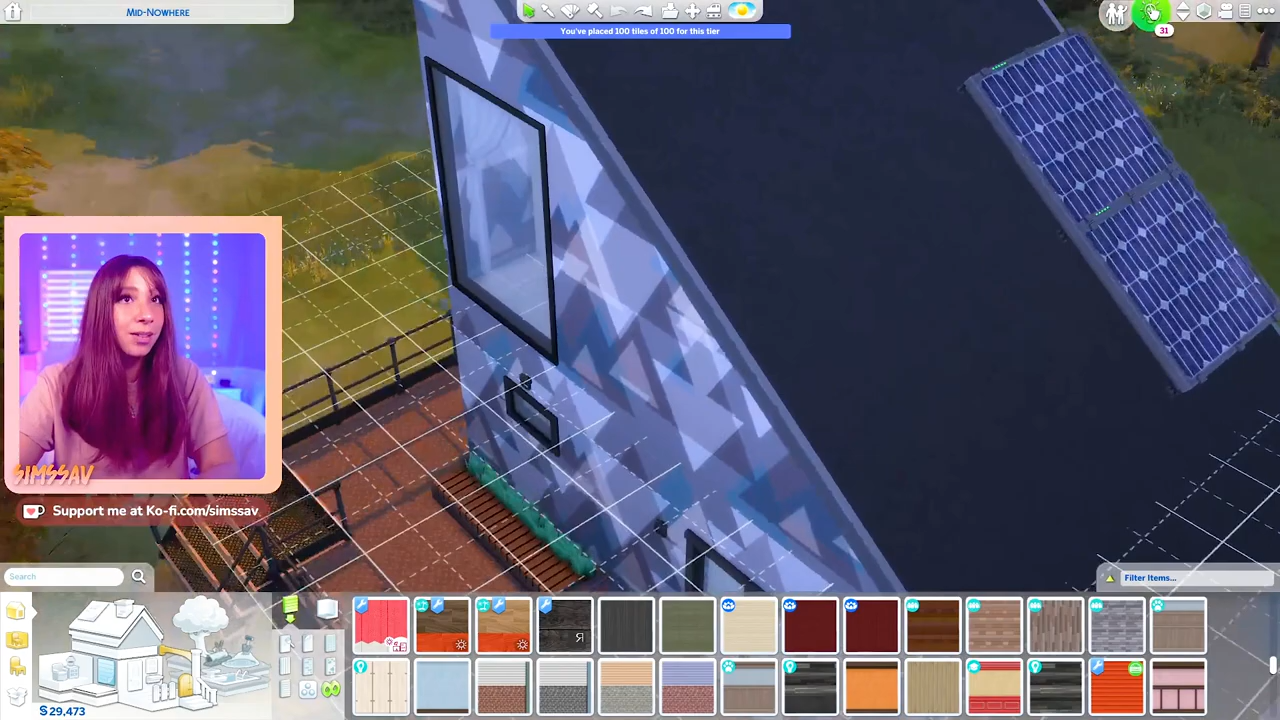 Mid-Nowhere
You've placed 100 tiles of 100 for this tier
31
SIMSSAV
Support me at Ko-fi.com/simssav
Search
Filter Items...
Я
§29,473